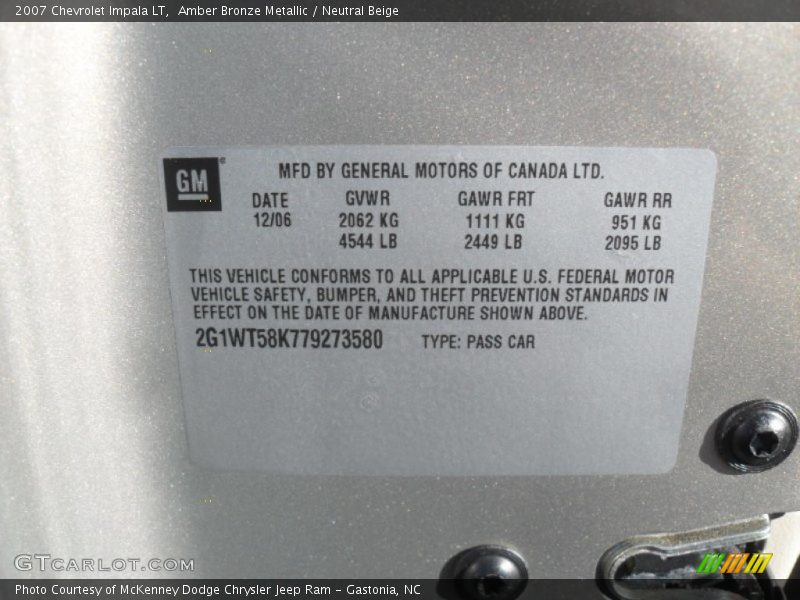 2007 Chevrolet Impala LT, Amber Bronze Metallic / Neutral Beige
GM
MFD BY GENERAL MOTORS OF CANADA LTD.
DATE GVWR GAWR FRT GAWR RR
12/06 2062 KG 1111 KG 951 KG
4544 LB 2449 LB 2095 LB
THIS VEHICLE CONFORMS TO ALL APPLICABLE U.S. FEDERAL MOTOR
VEHICLE SAFETY, BUMPER, AND THEFT PREVENTION STANDARDS IN
EFFECT ON THE DATE OF MANUFACTURE SHOWN ABOVE.
2G1WT58K779273580 TYPE: PASS CAR
GTCARLOT.COM
Photo Courtesy of McKenney Dodge Chrysler Jeep Ram – Gastonia, NC